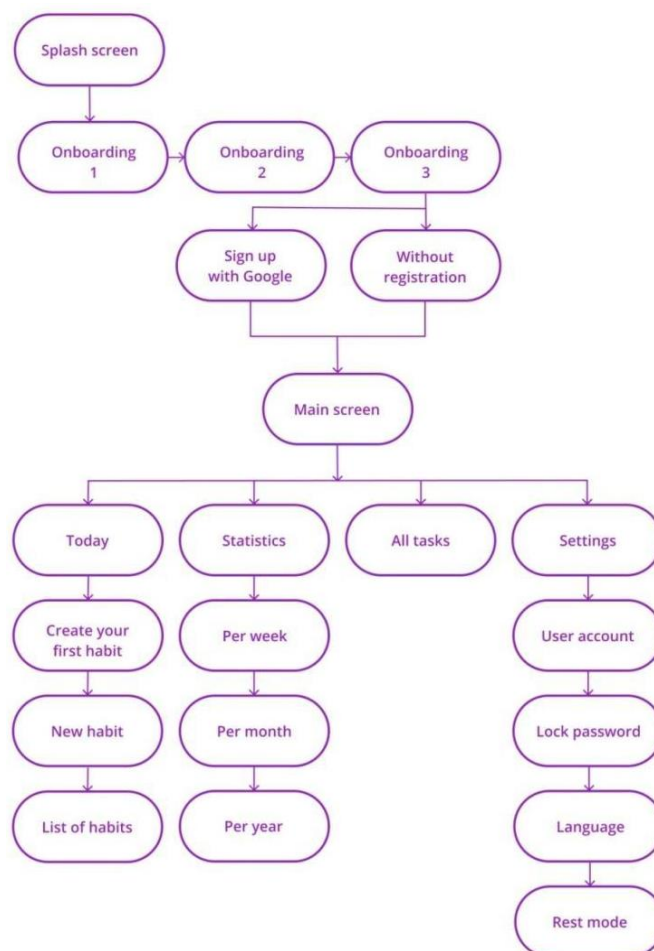 Splash screen
Onboarding
1
Onboarding
2
Onboarding
3
Sign up
with Google
Without
registration
Main screen
Today
Statistics
All tasks
Settings
Create your
first habit
Per week
User account
New habit
Per month
Lock password
List of habits
Per year
Language
Rest mode